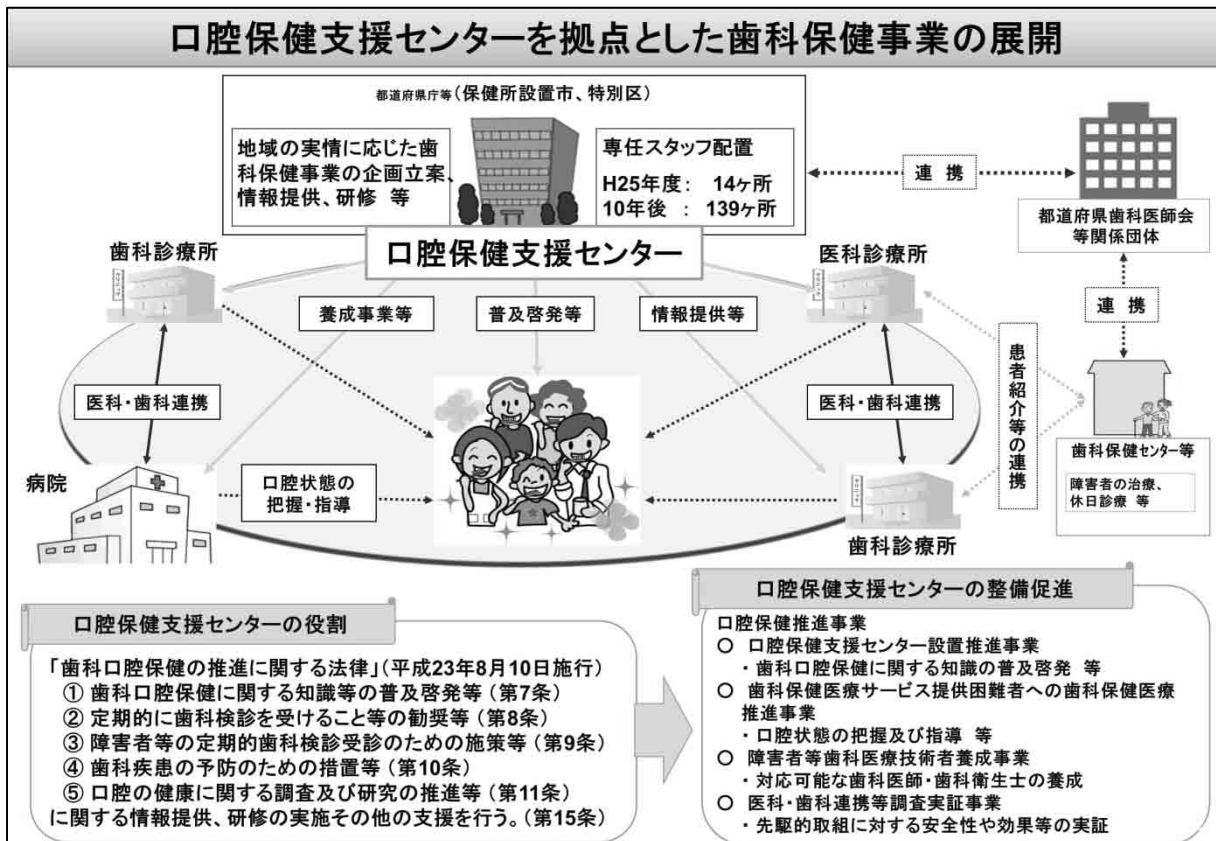 口腔保健支援センターを拠点とした歯科保健事業の展開
都道府県庁等(保健所設置市、特別区)
地域の実情に応じた歯
科保健事業の企画立案、
情報提供、研修 等
専任スタッフ配置
H25年度： 14ヶ所
10年後 ： 139ヶ所
連 携
都道府県歯科医師会
等関係団体
口腔保健支援センター
歯科診療所
医科診療所
養成事業等
普及啓発等
情報提供等
連 携
医科・歯科連携
医科・歯科連携
患者紹介等の連携
病院
口腔状態の
把握・指導
歯科診療所
歯科保健センター等
障害者の治療、
休日診療 等
口腔保健支援センターの役割
「歯科口腔保健の推進に関する法律」(平成23年8月10日施行)
① 歯科口腔保健に関する知識等の普及啓発等 (第7条)
② 定期的に歯科検診を受けること等の勧奨等 (第8条)
③ 障害者等の定期的歯科検診受診のための施策等 (第9条)
④ 歯科疾患の予防のための措置等 (第10条)
⑤ 口腔の健康に関する調査及び研究の推進等 (第11条)
に関する情報提供、研修の実施その他の支援を行う。(第15条)
口腔保健支援センターの整備促進
口腔保健推進事業
○ 口腔保健支援センター設置推進事業
・歯科口腔保健に関する知識の普及啓発 等
○ 歯科保健医療サービス提供困難者への歯科保健医療
推進事業
・口腔状態の把握及び指導 等
○ 障害者等歯科医療技術者養成事業
・対応可能な歯科医師・歯科衛生士の養成
○ 医科・歯科連携等調査実証事業
・先駆的取組に対する安全性や効果等の実証